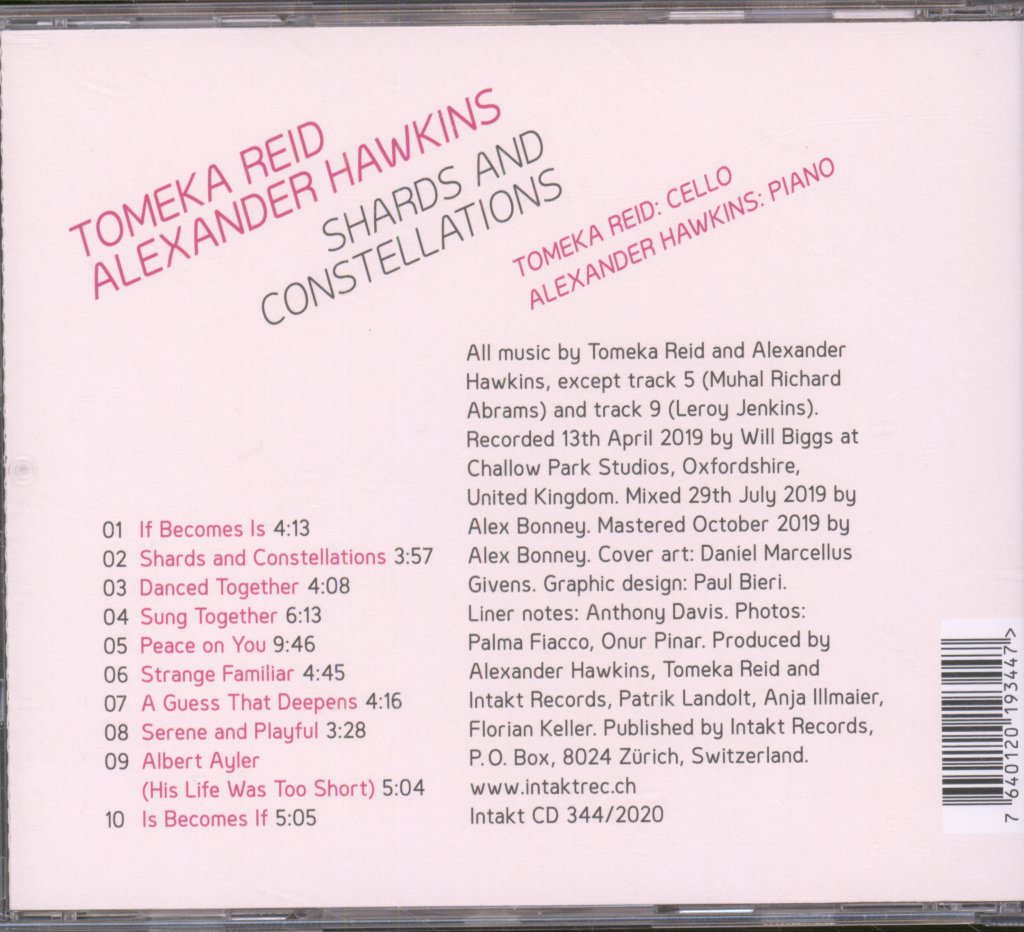 TOMEKA REID
ALEXANDER HAWKINS
SHARDS AND
CONSTELLATIONS
TOMEKA REID: CELLO
ALEXANDER HAWKINS: PIANO
All music by Tomeka Reid and Alexander
Hawkins, except track 5 (Muhal Richard
Abrams) and track 9 (Leroy Jenkins).
Recorded 13th April 2019 by Will Biggs at
Challow Park Studios, Oxfordshire,
United Kingdom. Mixed 29th July 2019 by
Alex Bonney. Mastered October 2019 by
Alex Bonney. Cover art: Daniel Marcellus
Givens. Graphic design: Paul Bieri.
Liner notes: Anthony Davis. Photos:
Palma Fiacco, Onur Pinar. Produced by
Alexander Hawkins, Tomeka Reid and
Intakt Records, Patrik Landolt, Anja Illmaier,
Florian Keller. Published by Intakt Records,
P.O. Box, 8024 Zürich, Switzerland.
www.intaktrec.ch
Intakt CD 344/2020
01 If Becomes Is 4:13
02 Shards and Constellations 3:57
03 Danced Together 4:08
04 Sung Together 6:13
05 Peace on You 9:46
06 Strange Familiar 4:45
07 A Guess That Deepens 4:16
08 Serene and Playful 3:28
09 Albert Ayler
(His Life Was Too Short) 5:04
10 Is Becomes If 5:05
7 640120 193447 >